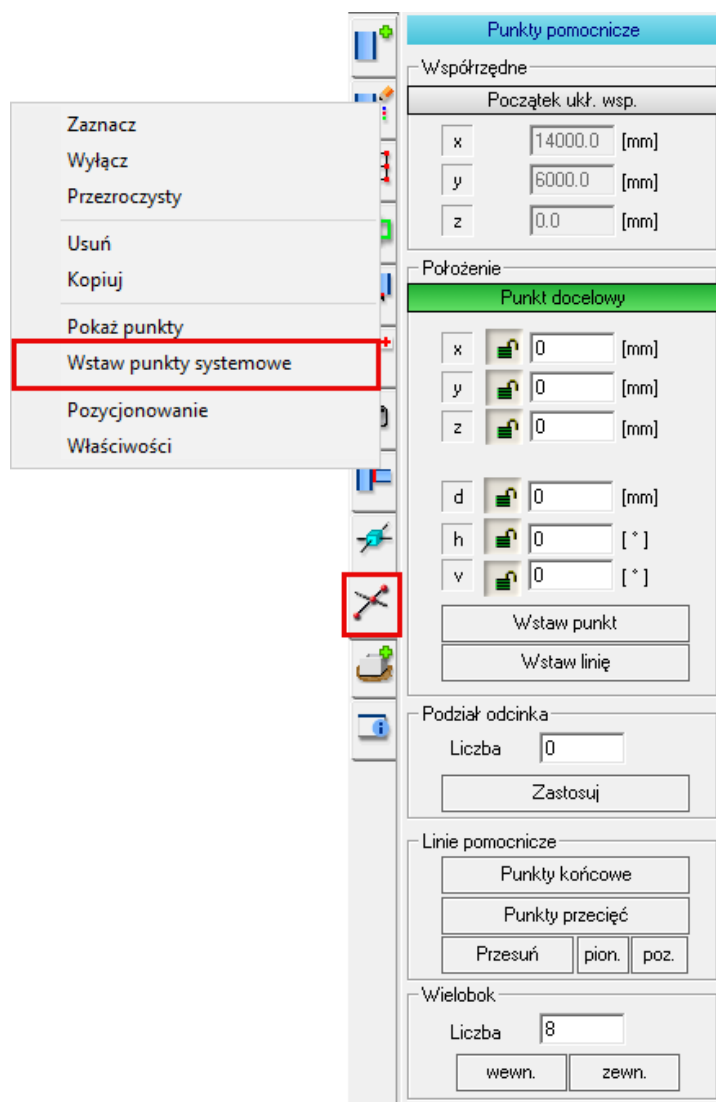 Zaznacz
Wyłącz
Przezroczysty
Usuń
Kopiuj
Pokaż punkty
Wstaw punkty systemowe
Pozycjonowanie
Właściwości
Punkty pomocnicze
Współrzędne
Początek ukł. wsp.
x 14000.0 [mm]
y 6000.0 [mm]
z 0.0 [mm]
Położenie
Punkt docelowy
x 0 [mm]
y 0 [mm]
z 0 [mm]
d 0 [mm]
h 0 [°]
v 0 [°]
Wstaw punkt
Wstaw linię
Podział odcinka
Liczba 0
Zastosuj
Linie pomocnicze
Punkty końcowe
Punkty przecięć
Przesuń pion. poz.
Wielobok
Liczba 8
wewn. zewn.